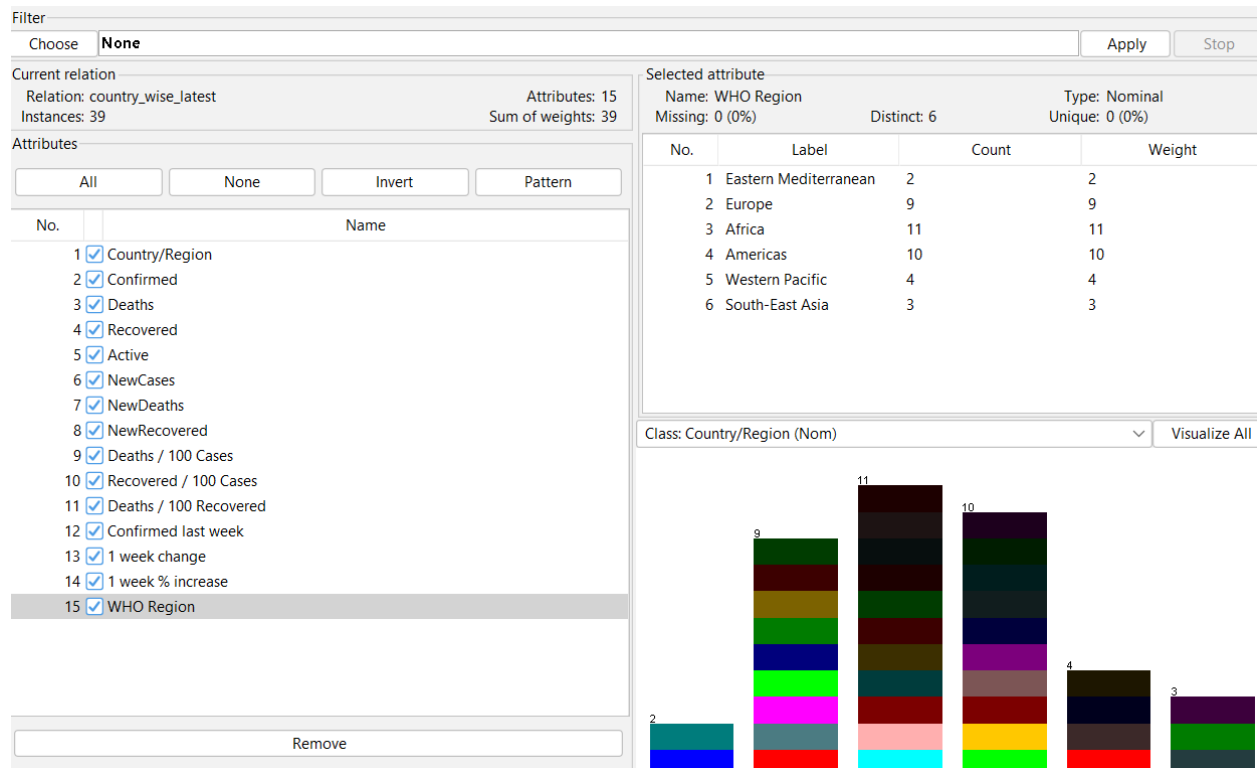 Filter
Choose None Apply Stop
Current relation
Relation: country_wise_latest Attributes: 15
Instances: 39 Sum of weights: 39
Attributes
All None Invert Pattern
No. Name
1 Country/Region
2 Confirmed
3 Deaths
4 Recovered
5 Active
6 NewCases
7 NewDeaths
8 NewRecovered
9 Deaths / 100 Cases
10 Recovered / 100 Cases
11 Deaths / 100 Recovered
12 Confirmed last week
13 1 week change
14 1 week % increase
15 WHO Region
Remove
Selected attribute
Name: WHO Region Type: Nominal
Missing: 0 (0%) Distinct: 6 Unique: 0 (0%)
No. Label Count Weight
1 Eastern Mediterranean 2 2
2 Europe 9 9
3 Africa 11 11
4 Americas 10 10
5 Western Pacific 4 4
6 South-East Asia 3 3
Class: Country/Region (Nom) Visualize All
2 9 11 10 4 3